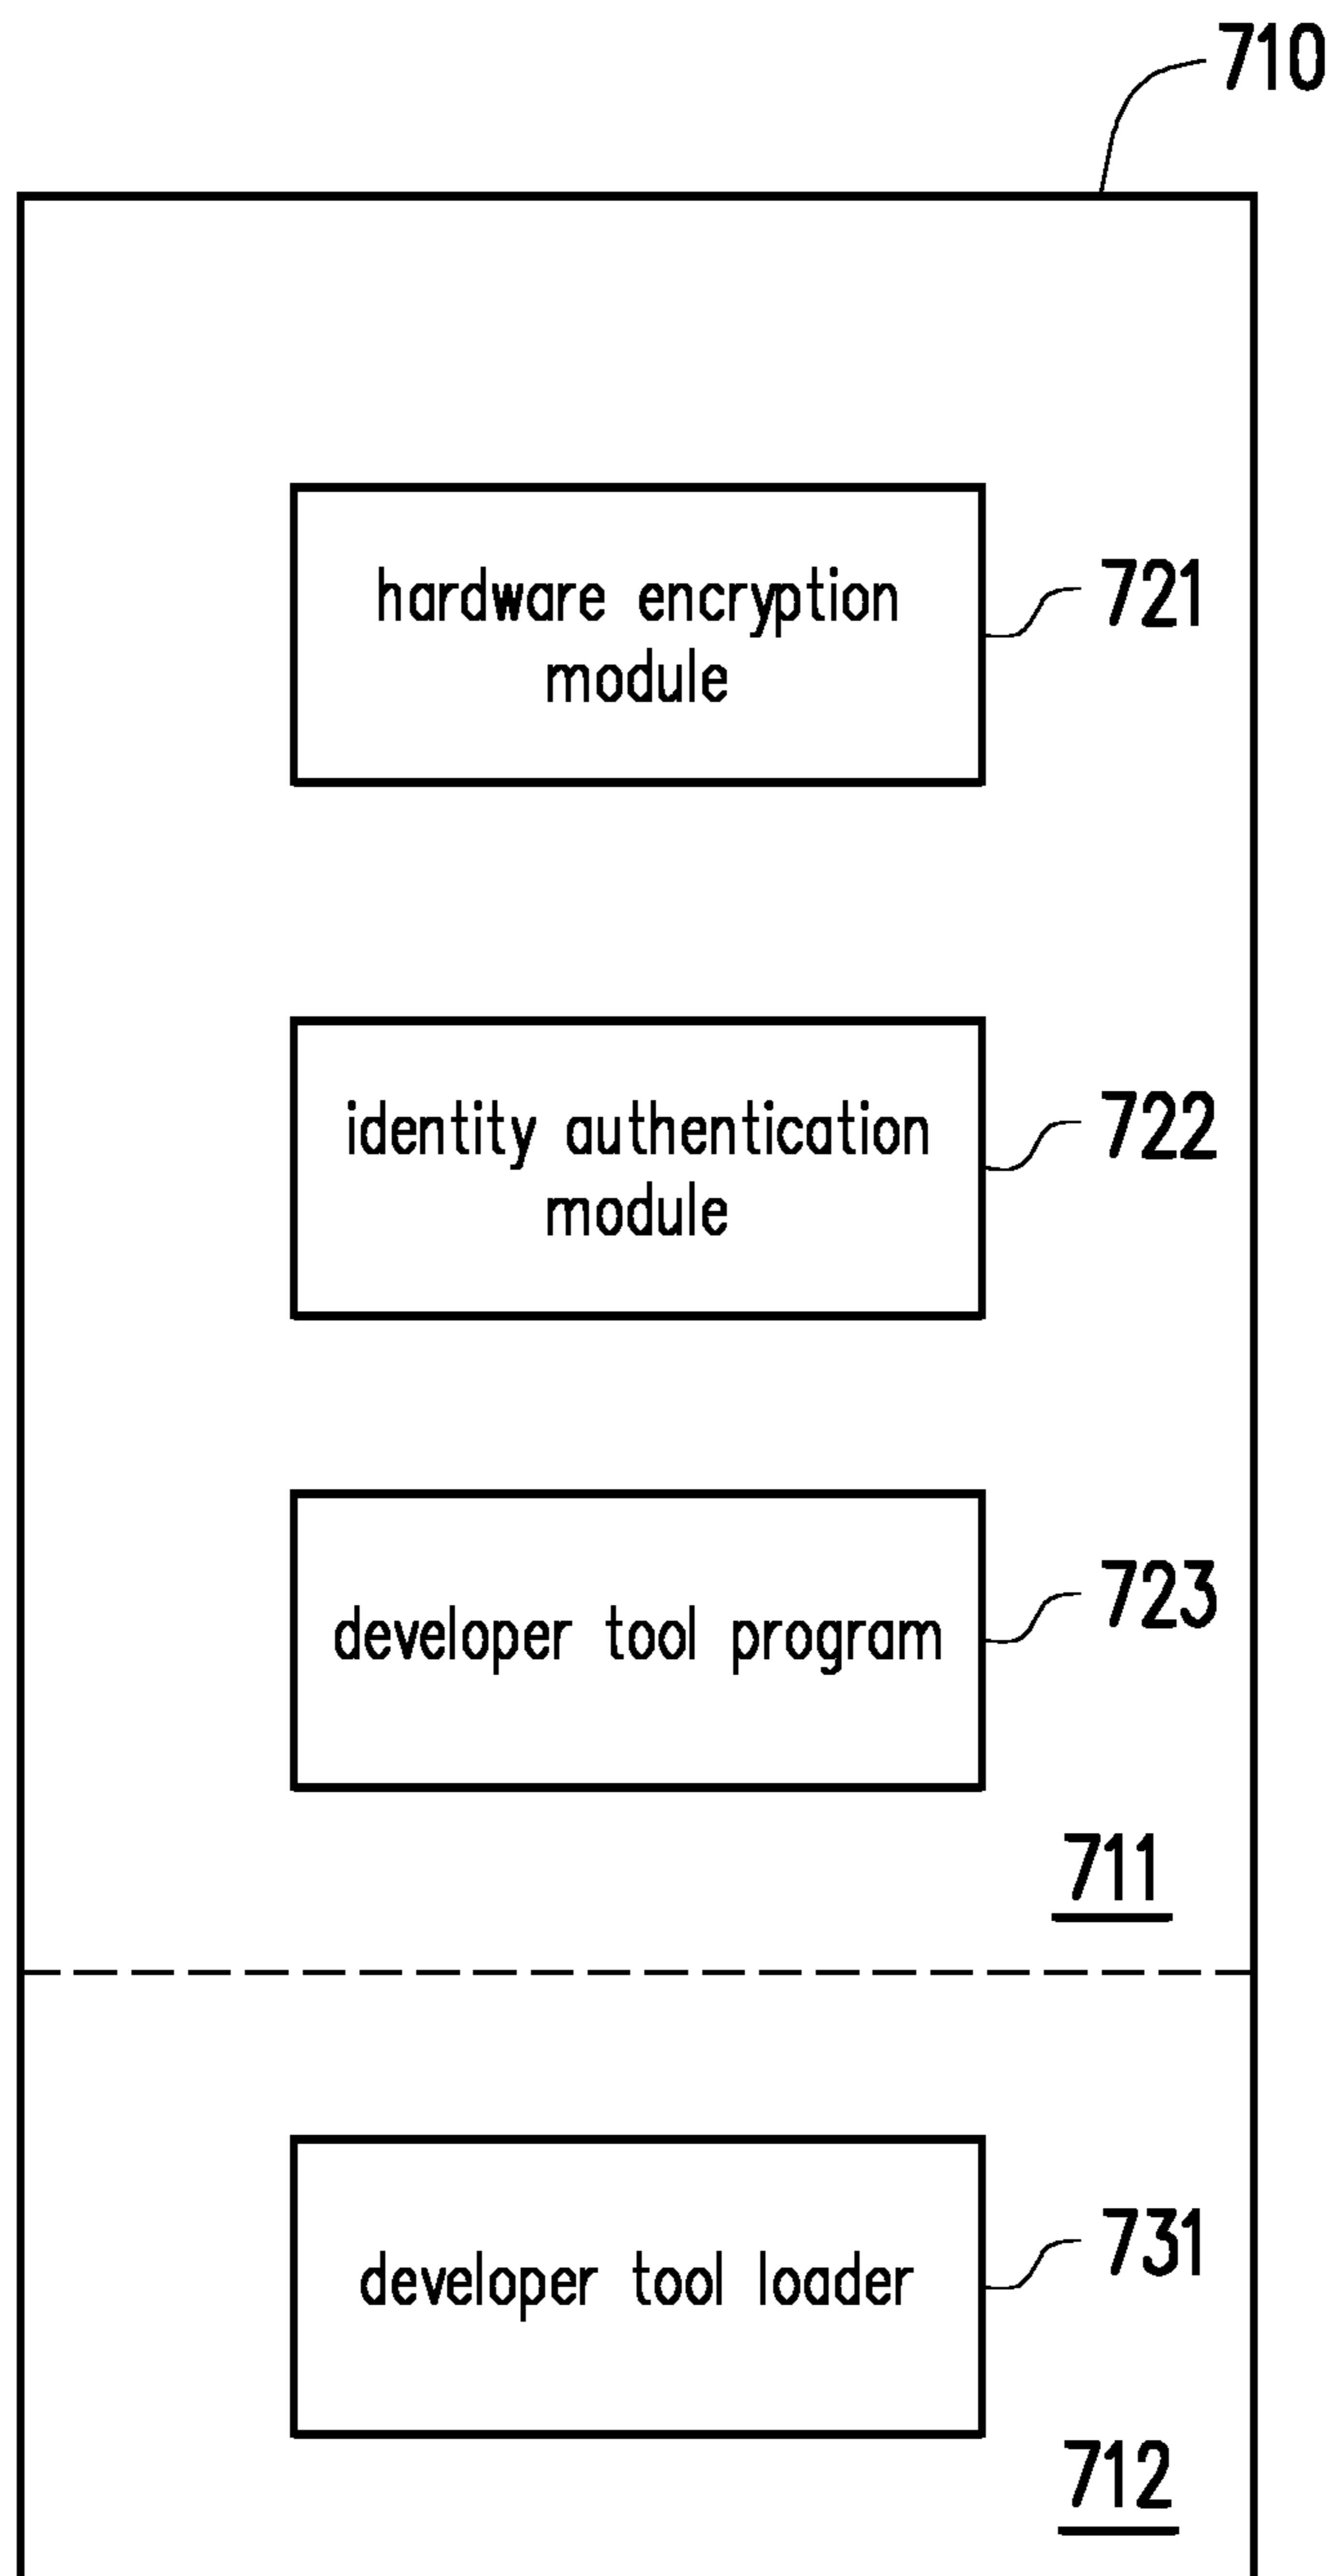 710
hardware encryption
module
721
identity authentication
module
722
developer tool program
723
711
developer tool loader
731
712